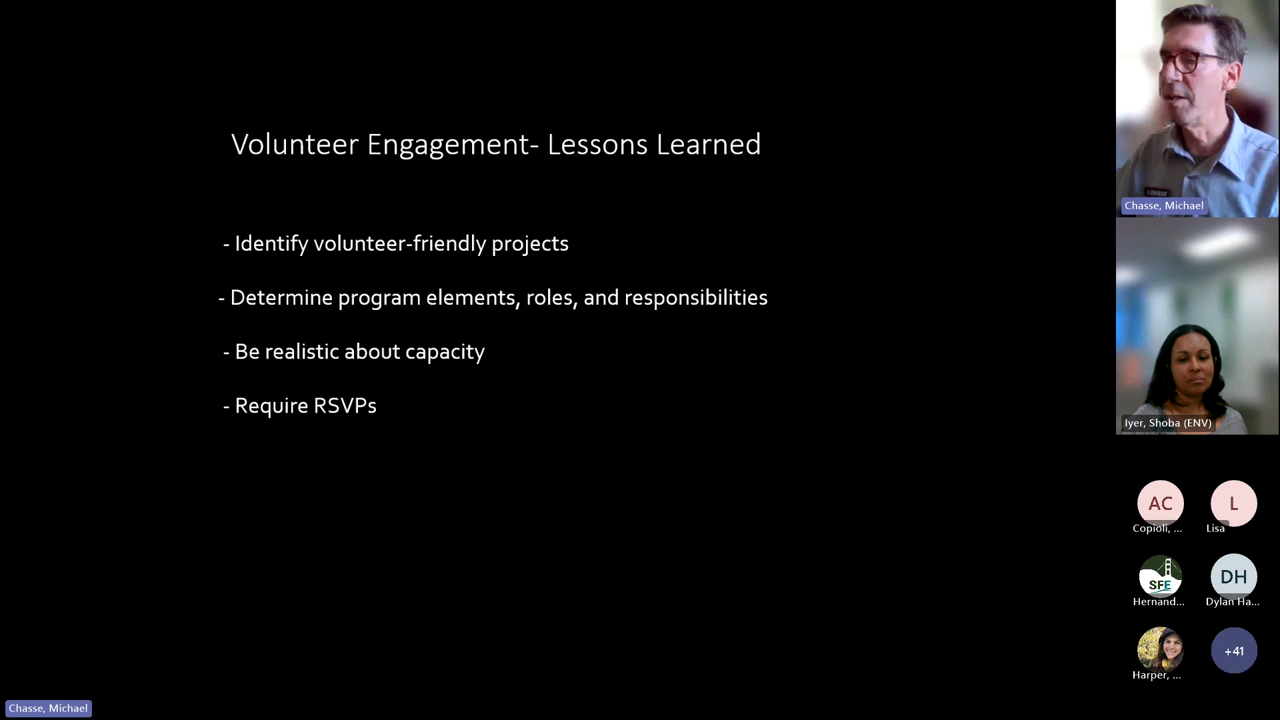 Volunteer Engagement- Lessons Learned
- Identify volunteer-friendly projects
- Determine program elements, roles, and responsibilities
- Be realistic about capacity
- Require RSVPs
Chasse, Michael
Iyer, Shoba (ENV)
AC
L
Copioli, ...
Lisa
SFE
DH
Hernand...
Dylan Ha...
+41
Harper, ...
Chasse, Michael